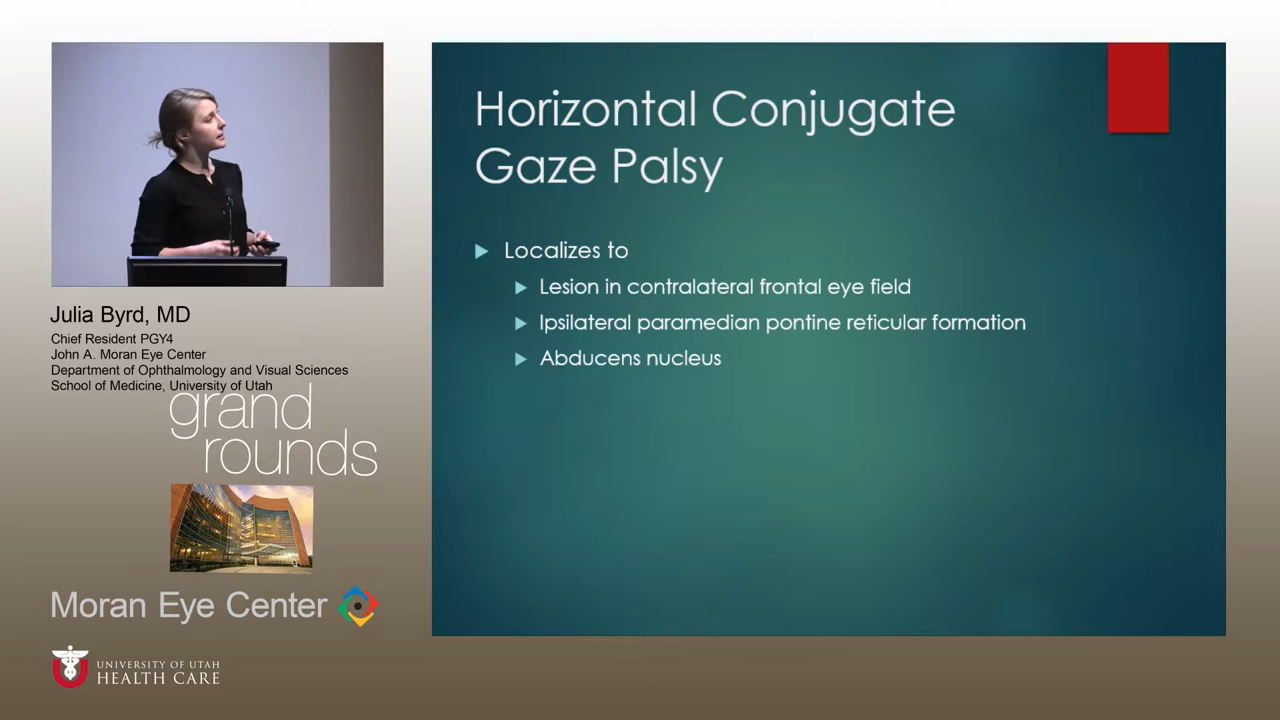 Horizontal Conjugate
Gaze Palsy
Localizes to
Lesion in contralateral frontal eye field
Ipsilateral paramedian pontine reticular formation
Abducens nucleus
Julia Byrd, MD
Chief Resident PGY4
John A. Moran Eye Center
Department of Ophthalmology and Visual Sciences
School of Medicine, University of Utah
grand
rounds
Moran Eye Center
UNIVERSITY OF UTAH
HEALTH CARE